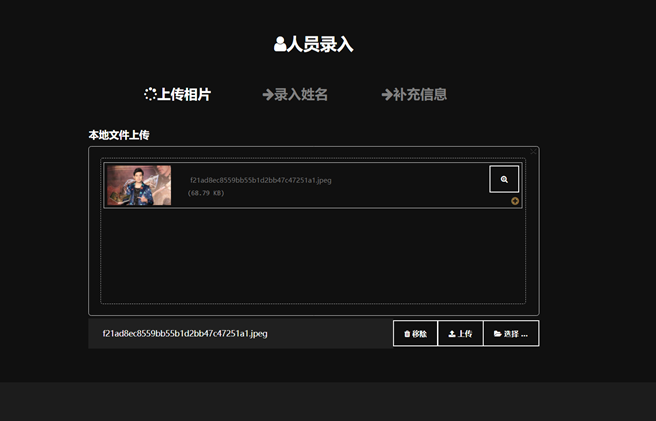 人员录入
上传相片 录入姓名 补充信息
本地文件上传
f21ad8ec8559bb55b1d2bb47c47251a1.jpeg
(68.79 KB)
f21ad8ec8559bb55b1d2bb47c47251a1.jpeg 移除 上传 选择 ...